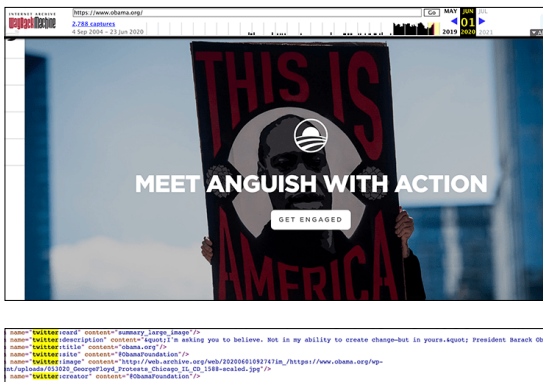 INTERNET ARCHIVE
WayBackMachine
https://www.obama.org/
Go
MAY JUN JUL
2,788 captures
01
4 Sep 2004 – 23 Jun 2020
2019 2020 2021
THIS IS
MEET ANGUISH WITH ACTION
GET ENGAGED
AMERICA
name="twitter:card" content="summary_large_image"/>
name="twitter:description" content="&quot;I'm asking you to believe. Not in my ability to create change—but in yours.&quot; President Barack Ob
name="twitter:title" content="obama.org"/>
name="twitter:site" content="@ObamaFoundation"/>
name="twitter:image" content="http://web.archive.org/web/20200601092747im_/https://www.obama.org/wp-
nt/uploads/053020_GeorgeFloyd_Protests_Chicago_IL_CD_1588-scaled.jpg"/>
name="twitter:creator" content="@ObamaFoundation"/>